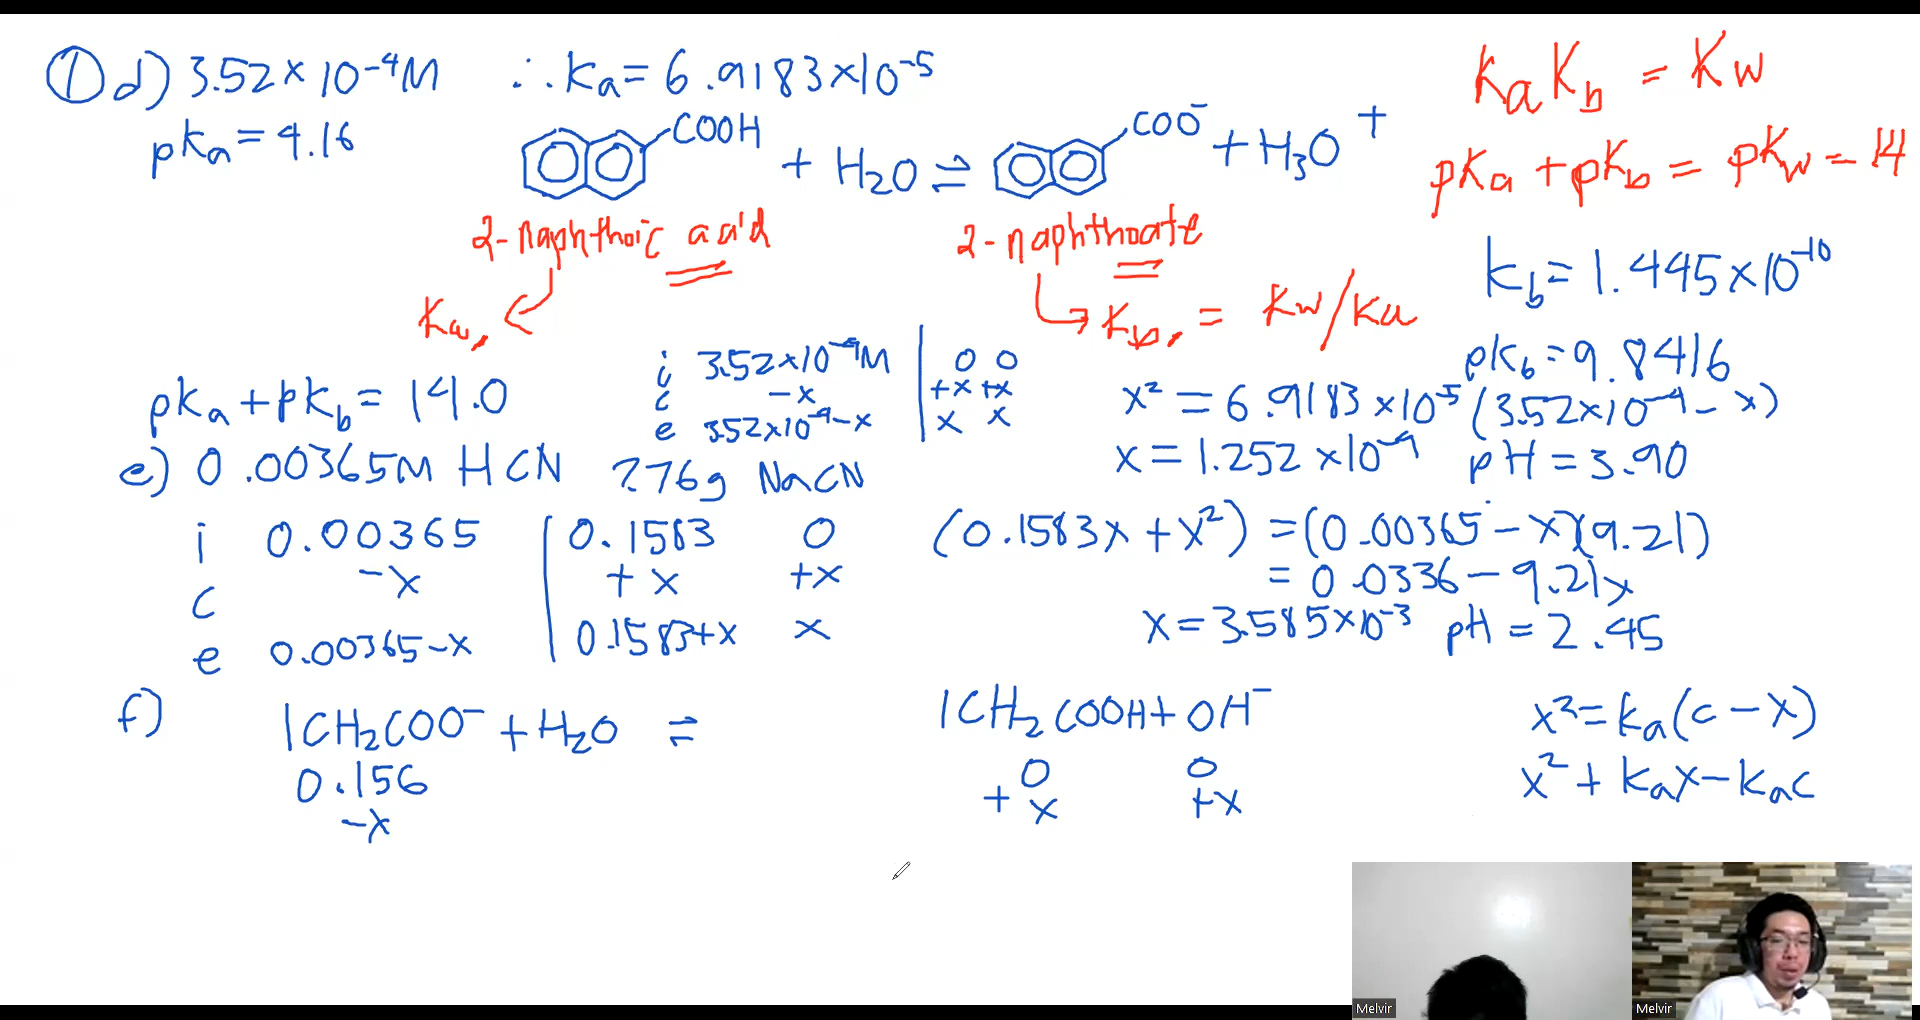 ① d) 3.52 × 10⁻⁴M ∴ Ka = 6.9183 × 10⁻⁵
KaKb = Kw
pKa = 4.16
COOH + H₂O ⇌ COO⁻ + H₃O⁺
pKa + pKb = pKw = 14
2-naphthoic acid
2-naphthoate
Ka,
Kb, = Kw/Ka
Kb = 1.445 × 10⁻¹⁰
pKb = 9.8416
pKa + pKb = 14.0
i 3.52×10⁻⁴M | 0 0
c -x | +x +x
e 3.52×10⁻⁴-x | x x
x² = 6.9183 × 10⁻⁵ (3.52×10⁻⁴ - x)
x = 1.252 × 10⁻⁴ pH = 3.90
e) 0.00365M HCN 7.76g NaCN
i 0.00365 | 0.1583 0
c -x | +x +x
e 0.00365-x | 0.1583+x x
(0.1583x + x²) = (0.00365 - x)(9.21)
= 0.0336 - 9.21x
x = 3.585×10⁻³ pH = 2.45
f) ICH₂COO⁻ + H₂O ⇌ ICH₂COOH + OH⁻
0.156 0 0
-x +x +x
x² = Ka(c - x)
x² + Kax - Kac
Melvir
Melvir